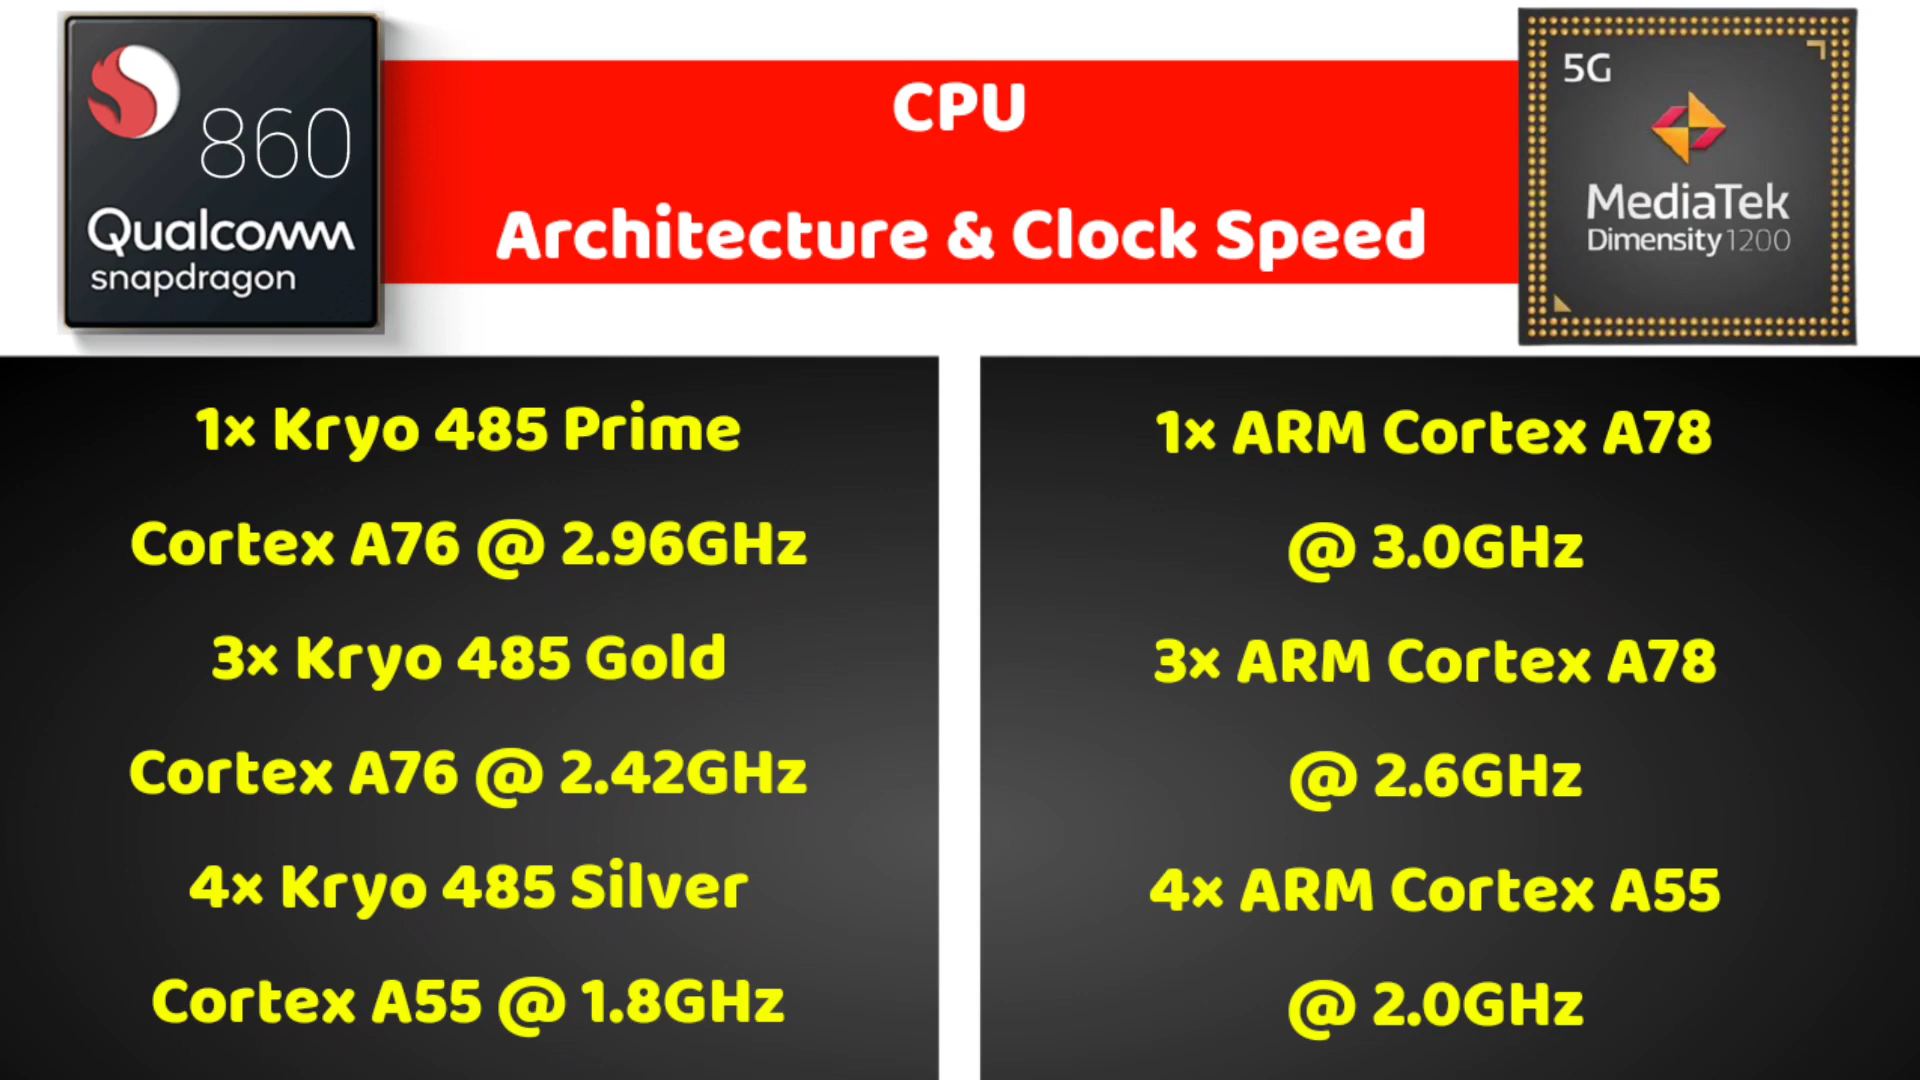 860
Qualcomm
snapdragon
CPU
Architecture & Clock Speed
5G
MediaTek
Dimensity 1200
1x Kryo 485 Prime
Cortex A76 @ 2.96GHz
3x Kryo 485 Gold
Cortex A76 @ 2.42GHz
4x Kryo 485 Silver
Cortex A55 @ 1.8GHz
1x ARM Cortex A78
@ 3.0GHz
3x ARM Cortex A78
@ 2.6GHz
4x ARM Cortex A55
@ 2.0GHz